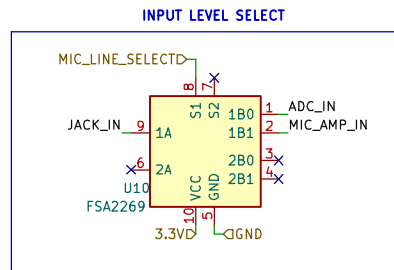 INPUT LEVEL SELECT
MIC_LINE_SELECT
8
7
S1
S2
1B0
1
ADC_IN
1B1
2
MIC_AMP_IN
JACK_IN
9
1A
2B0
3
6
2A
2B1
4
U10
FSA2269
VCC
GND
10
5
3.3V
GND